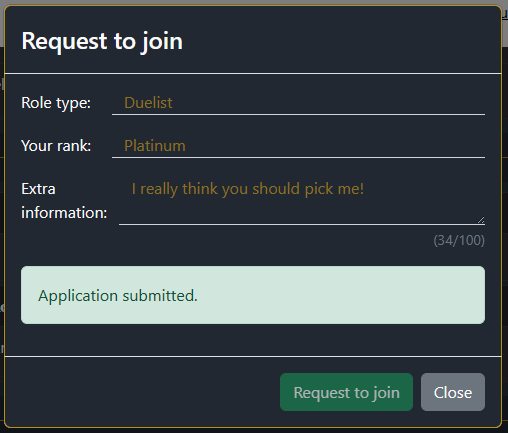 Request to join
Role type: Duelist
Your rank: Platinum
Extra I really think you should pick me!
information:
(34/100)
Application submitted.
Request to join Close